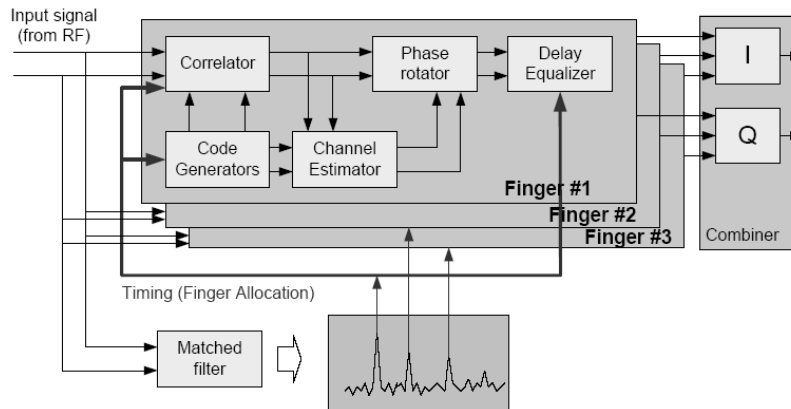 Input signal
(from RF)
Correlator
Phase
rotator
Delay
Equalizer
I
Code
Generators
Channel
Estimator
Q
Finger #1
Finger #2
Finger #3
Combiner
Timing (Finger Allocation)
Matched
filter